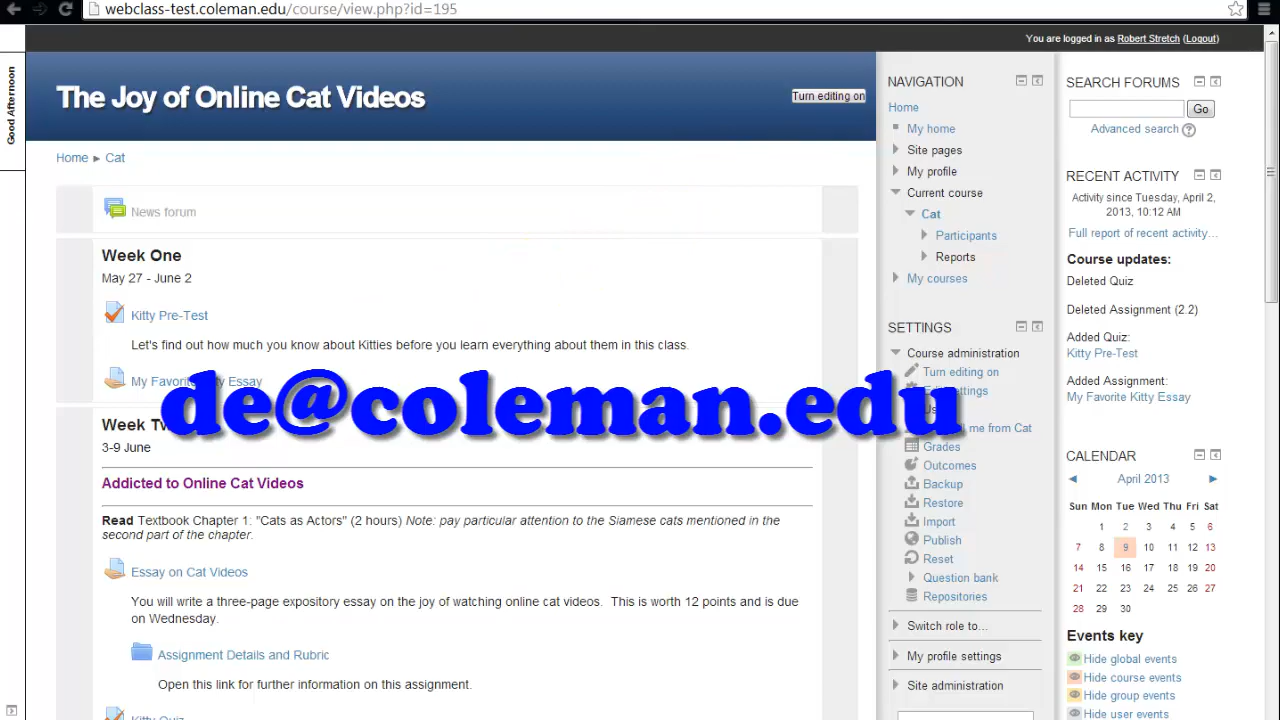 webclass-test.coleman.edu/course/view.php?id=195
You are logged in as Robert Stretch (Logout)
Good Afternoon
The Joy of Online Cat Videos
Turn editing on
Home ► Cat
News forum
Week One
May 27 - June 2
Kitty Pre-Test
Let's find out how much you know about Kitties before you learn everything about them in this class.
My Favorite Kitty Essay
de@coleman.edu
Week Tw
3-9 June
Addicted to Online Cat Videos
Read Textbook Chapter 1: "Cats as Actors" (2 hours) Note: pay particular attention to the Siamese cats mentioned in the
second part of the chapter.
Essay on Cat Videos
You will write a three-page expository essay on the joy of watching online cat videos. This is worth 12 points and is due
on Wednesday.
Assignment Details and Rubric
Open this link for further information on this assignment.
Kitty Quiz
NAVIGATION
Home
My home
Site pages
My profile
Current course
Cat
Participants
Reports
My courses
SETTINGS
Course administration
Turn editing on
Edit settings
Us
me from Cat
Grades
Outcomes
Backup
Restore
Import
Publish
Reset
Question bank
Repositories
Switch role to...
My profile settings
Site administration
SEARCH FORUMS
Go
Advanced search
RECENT ACTIVITY
Activity since Tuesday, April 2,
2013, 10:12 AM
Full report of recent activity...
Course updates:
Deleted Quiz
Deleted Assignment (2.2)
Added Quiz:
Kitty Pre-Test
Added Assignment:
My Favorite Kitty Essay
CALENDAR
◄ April 2013 ►
Sun Mon Tue Wed Thu Fri Sat
1 2 3 4 5 6
7 8 9 10 11 12 13
14 15 16 17 18 19 20
21 22 23 24 25 26 27
28 29 30
Events key
Hide global events
Hide course events
Hide group events
Hide user events